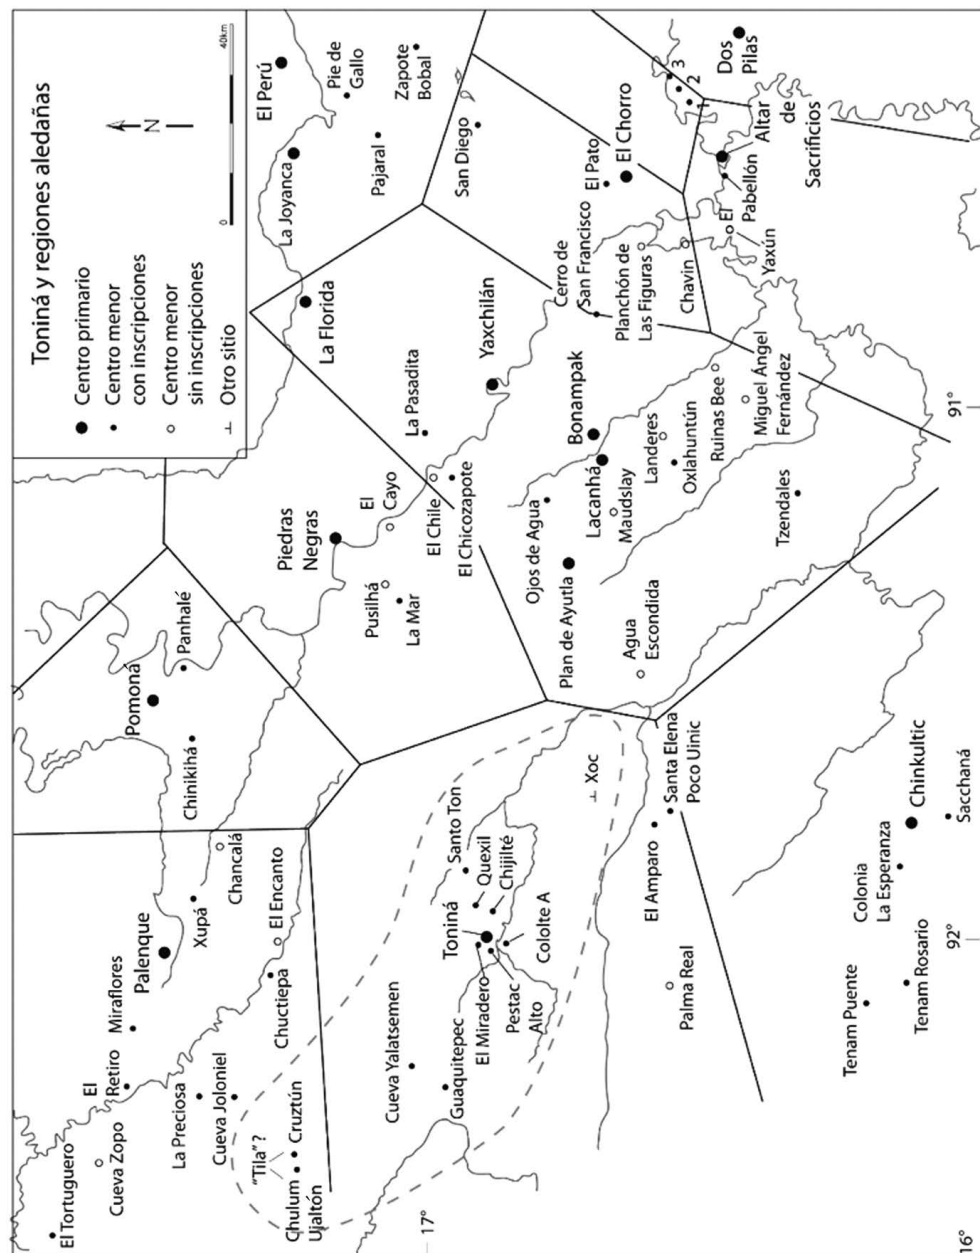 Toniná y regiones aledañas
Centro primario
Centro menor
con inscripciones
Centro menor
sin inscripciones
Otro sitio
N
0
40km
El Tortuguero
Cueva Zopo
El
Retiro
Miraflores
La Preciosa
Cueva Joloniel
Palenque
Xupá
Chancalá
El Encanto
Chuctiepa
"Tila"?
Cruztún
Chulum
Ujaltón
Pomoná
Panhalé
Chinikihá
Piedras
Negras
El
Cayo
Pusilhá
La Mar
El Chile
El Chicozapote
La Pasadita
Yaxchilán
La Florida
La Joyanca
El Perú
Pie de
Gallo
Zapote
Bobal
Pajaral
San Diego
El Pato
El Chorro
3
2
1
Dos
Pilas
Altar
de
Sacrificios
El
Pabellón
Yaxún
Chavin
Planchón de
Las Figuras
Cerro de
San Francisco
Bonampak
Lacanhá
Maudslay
Landeres
Oxlahuntún
Ruinas Bee
Miguel Ángel
Fernández
Tzendales
Ojos de Agua
Plan de Ayutla
Agua
Escondida
Cueva Yalatsemen
Guaquitepec
Toniná
Santo Ton
Quexil
Chijilté
El Miradero
Pestac
Alto
Cololte A
Xoc
El Amparo
Santa Elena
Poco Uinic
Palma Real
Chinkultic
Sacchaná
Colonia
La Esperanza
Tenam Puente
Tenam Rosario
17°
16°
92°
91°